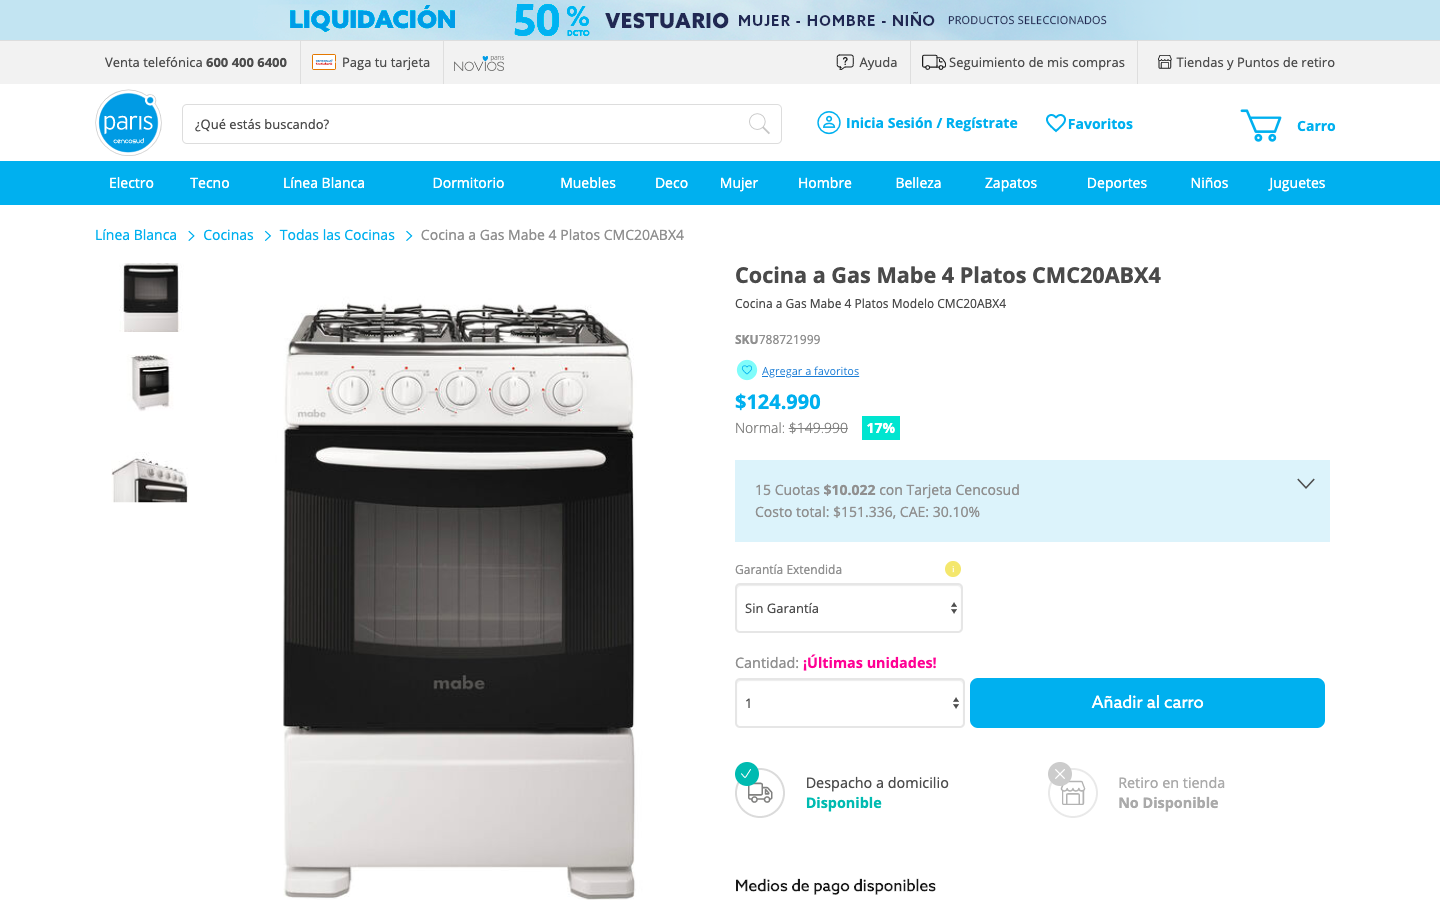 LIQUIDACIÓN 50% DCTO VESTUARIO MUJER - HOMBRE - NIÑO PRODUCTOS SELECCIONADOS
Venta telefónica 600 400 6400 Paga tu tarjeta NOVIOS paris Ayuda Seguimiento de mis compras Tiendas y Puntos de retiro
paris
cencosud
¿Qué estás buscando?
Inicia Sesión / Regístrate Favoritos Carro
Electro Tecno Línea Blanca Dormitorio Muebles Deco Mujer Hombre Belleza Zapatos Deportes Niños Juguetes
Línea Blanca Cocinas Todas las Cocinas Cocina a Gas Mabe 4 Platos CMC20ABX4
mabe
mabe
Cocina a Gas Mabe 4 Platos CMC20ABX4
Cocina a Gas Mabe 4 Platos Modelo CMC20ABX4
SKU788721999
Agregar a favoritos
$124.990
Normal: $149.990 17%
15 Cuotas $10.022 con Tarjeta Cencosud
Costo total: $151.336, CAE: 30.10%
Garantía Extendida
Sin Garantía
Cantidad: ¡Últimas unidades!
1 Añadir al carro
Despacho a domicilio
Disponible
Retiro en tienda
No Disponible
Medios de pago disponibles